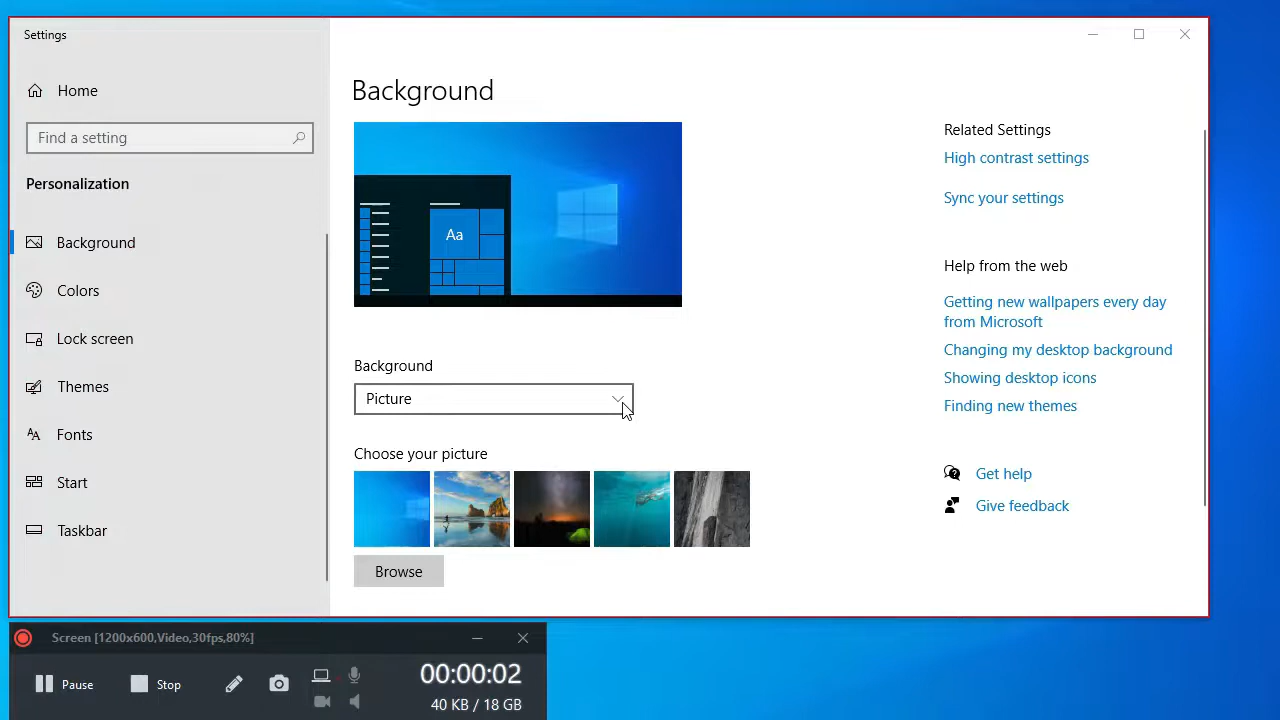 Settings
Home
Find a setting
Personalization
Background
Colors
Lock screen
Themes
Fonts
Start
Taskbar
Background
Aa
Background
Picture
Choose your picture
Browse
Related Settings
High contrast settings
Sync your settings
Help from the web
Getting new wallpapers every day
from Microsoft
Changing my desktop background
Showing desktop icons
Finding new themes
Get help
Give feedback
Screen [1200x600,Video,30fps,80%]
Pause
Stop
00:00:02
40 KB / 18 GB